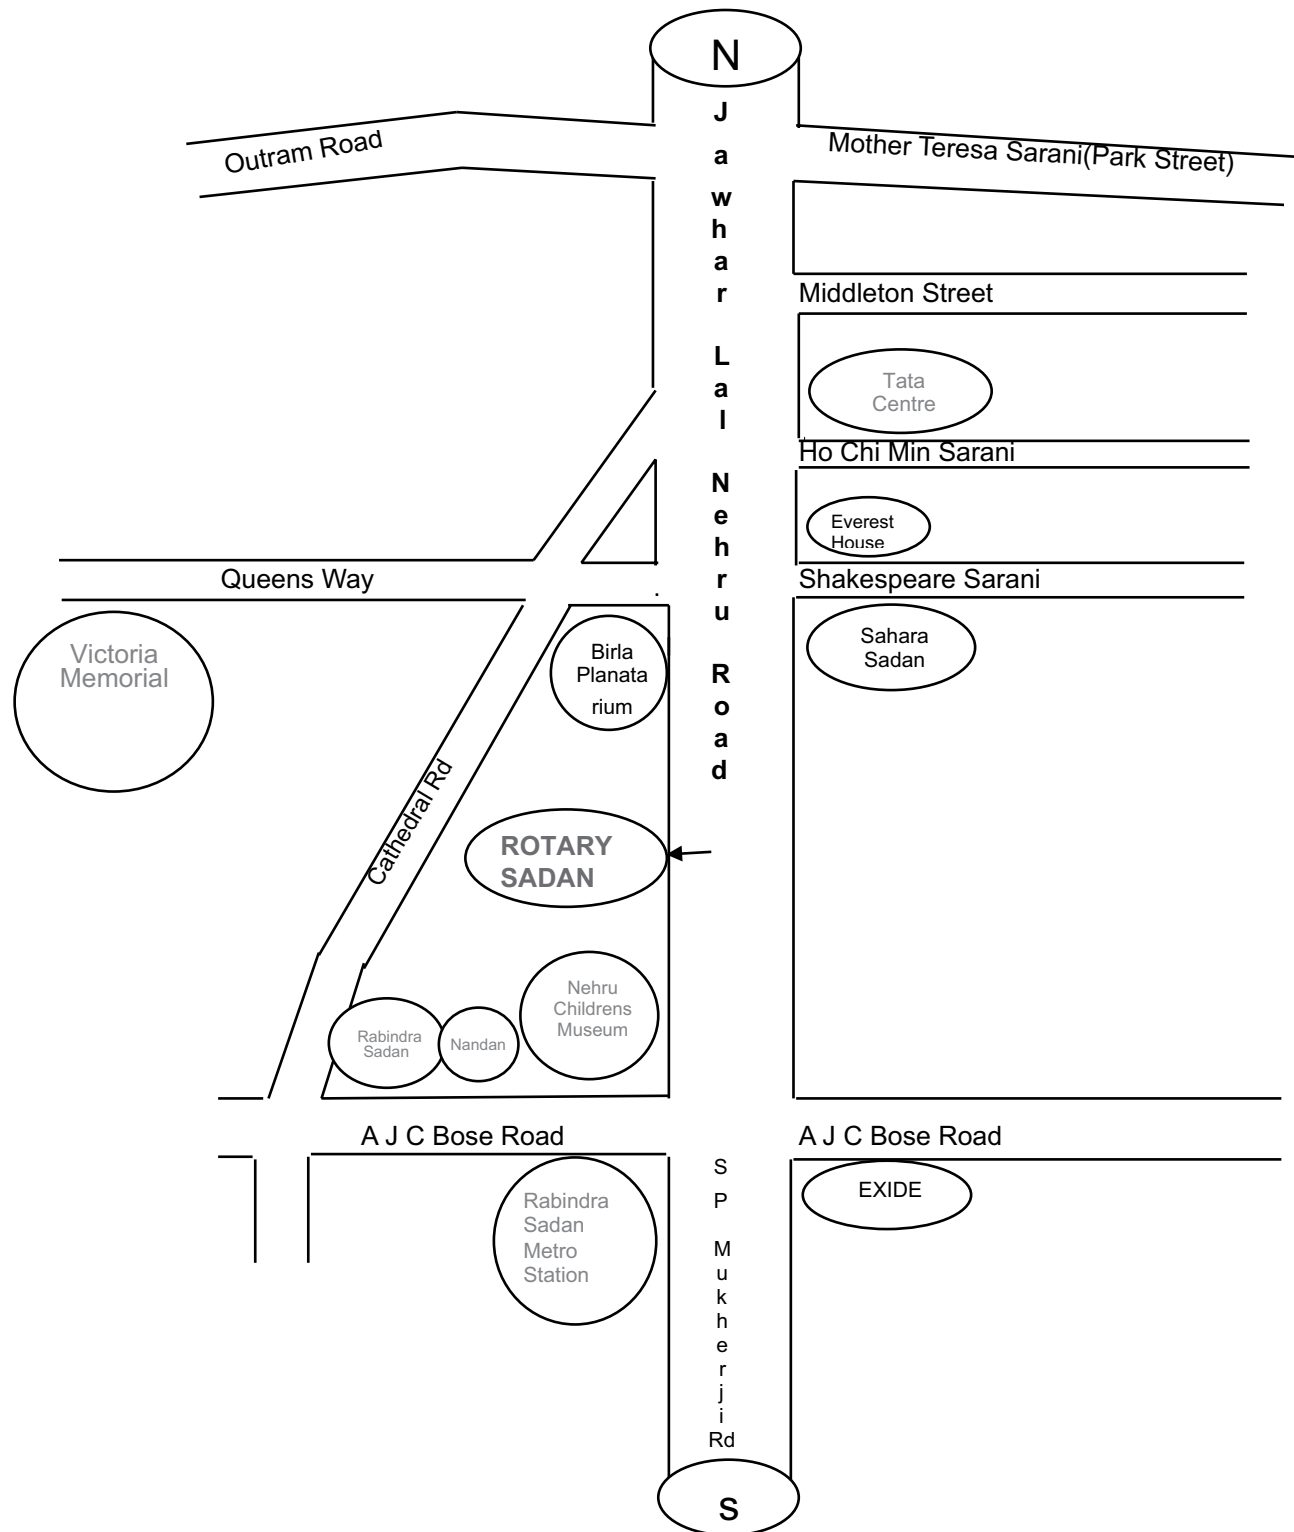 N
Jawhar Lal Nehru Road
Outram Road
Mother Teresa Sarani(Park Street)
Middleton Street
Tata
Centre
Ho Chi Min Sarani
Everest
House
Queens Way
Shakespeare Sarani
Victoria
Memorial
Birla
Planata
rium
Sahara
Sadan
Cathedral Rd
ROTARY
SADAN
Nehru
Childrens
Museum
Rabindra
Sadan
Nandan
A J C Bose Road
A J C Bose Road
S P Mukherji Rd
Rabindra
Sadan
Metro
Station
EXIDE
s